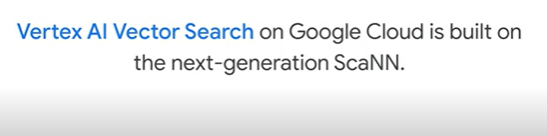 Vertex AI Vector Search on Google Cloud is built on
the next-generation ScaNN.